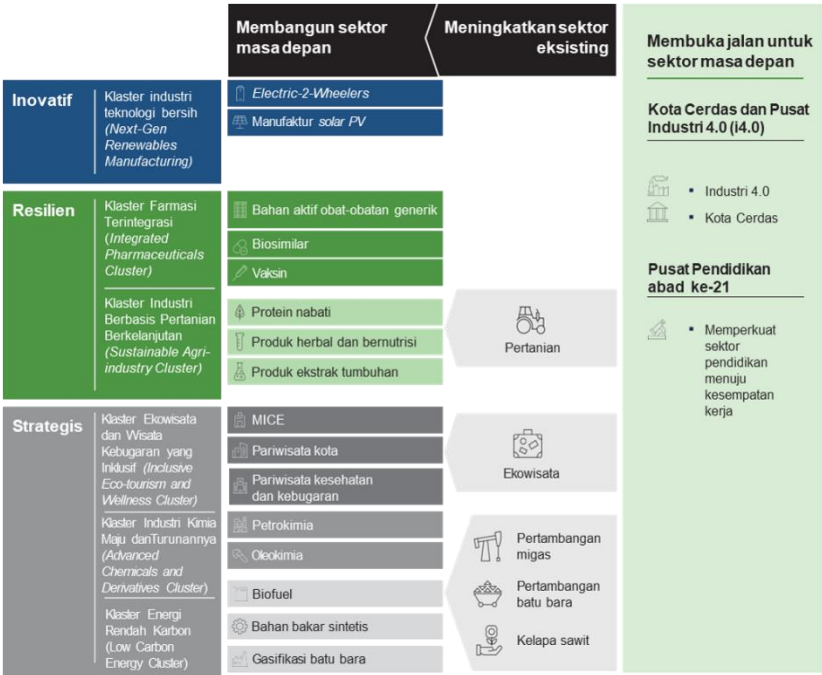 Membangun sektor
masa depan
Meningkatkan sektor
eksisting
Inovatif
Klaster industri
teknologi bersih
(Next-Gen
Renewables
Manufacturing)
Electric-2-Wheelers
Manufaktur solar PV
Resilien
Klaster Farmasi
Terintegrasi
(Integrated
Pharmaceuticals
Cluster)
Bahan aktif obat-obatan generik
Biosimilar
Vaksin
Klaster Industri
Berbasis Pertanian
Berkelanjutan
(Sustainable Agri-
industry Cluster)
Protein nabati
Produk herbal dan bernutrisi
Produk ekstrak tumbuhan
Pertanian
Strategis
Klaster Ekowisata
dan Wisata
Kebugaran yang
Inklusif (Inclusive
Eco-tourism and
Wellness Cluster)
MICE
Pariwisata kota
Pariwisata kesehatan
dan kebugaran
Ekowisata
Klaster Industri Kimia
Maju danTurunannya
(Advanced
Chemicals and
Derivatives Cluster)
Petrokimia
Oleokimia
Klaster Energi
Rendah Karbon
(Low Carbon
Energy Cluster)
Biofuel
Bahan bakar sintetis
Gasifikasi batu bara
Pertambangan
migas
Pertambangan
batu bara
Kelapa sawit
Membuka jalan untuk
sektor masa depan
Kota Cerdas dan Pusat
Industri 4.0 (i4.0)
▪ Industri 4.0
▪ Kota Cerdas
Pusat Pendidikan
abad ke-21
▪ Memperkuat
sektor
pendidikan
menuju
kesempatan
kerja